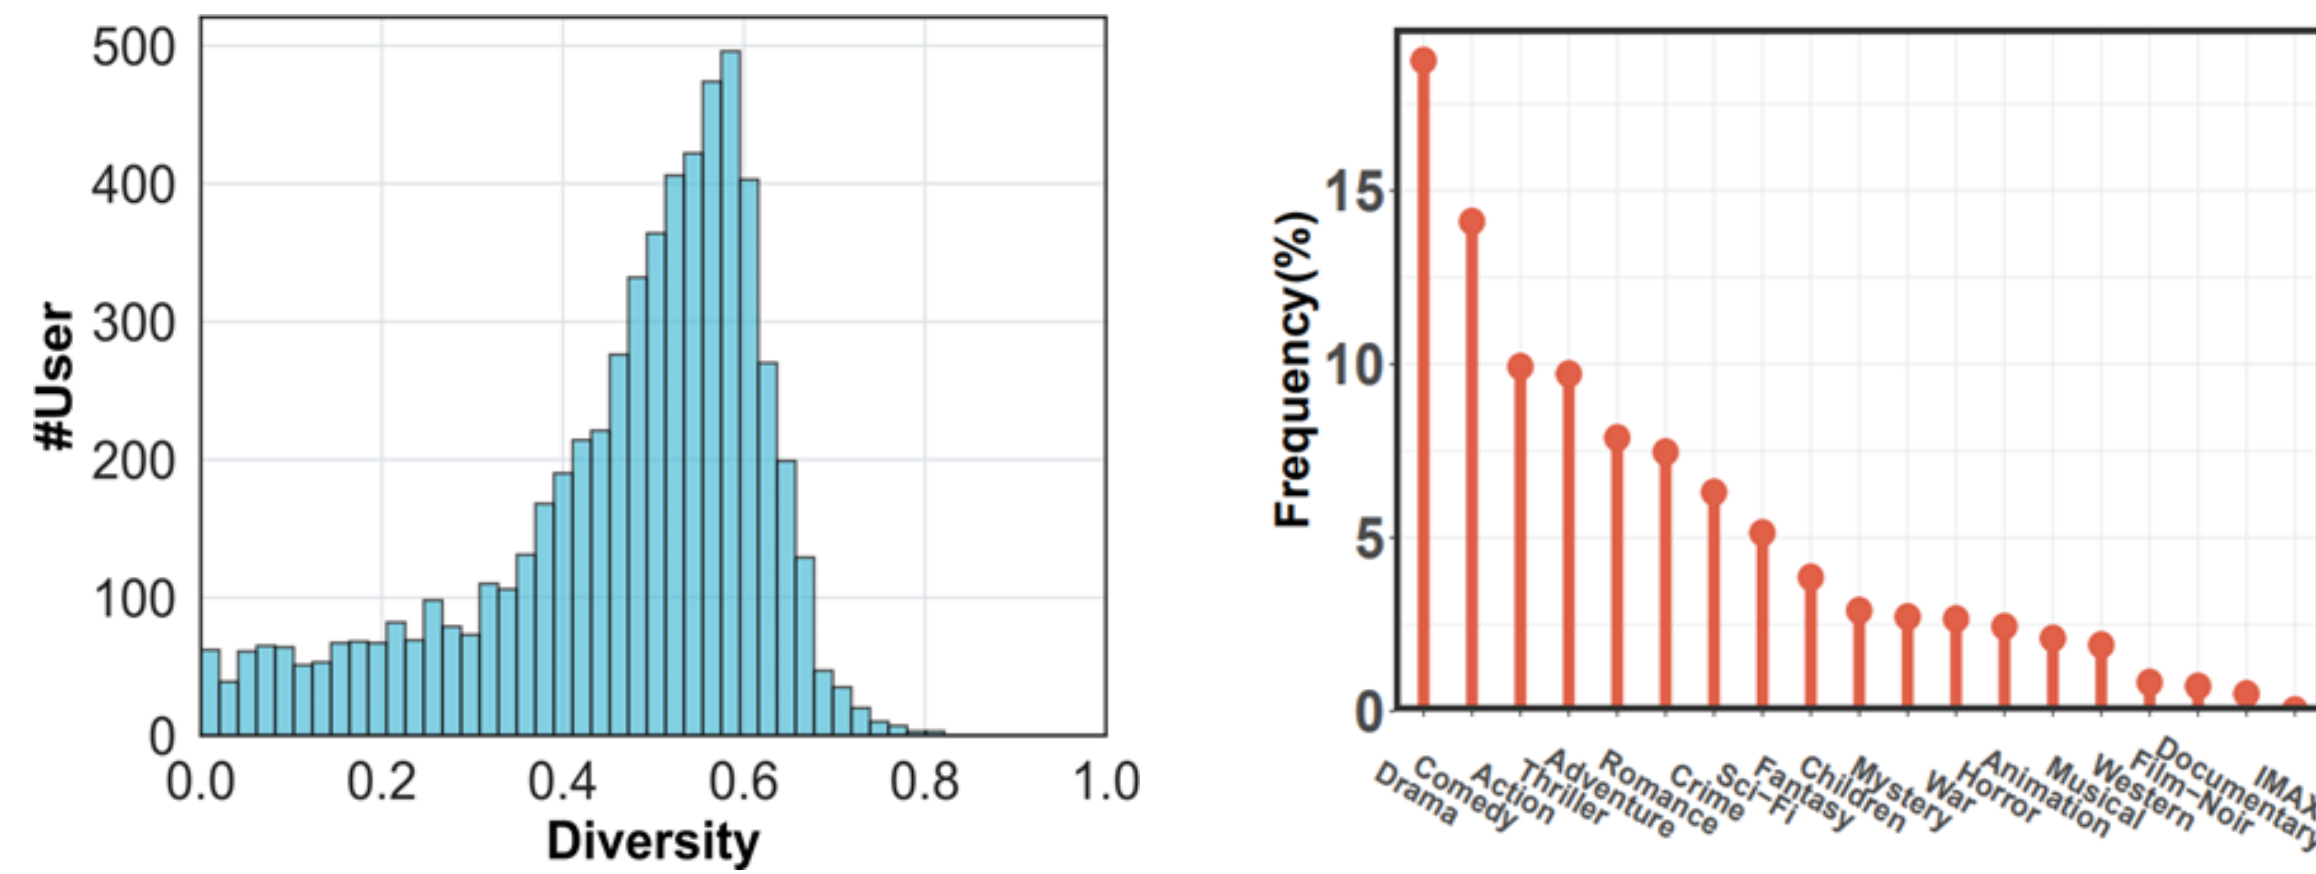 500
400
300
200
100
0
#User
0.0 0.2 0.4 0.6 0.8 1.0
Diversity
15
10
5
0
Frequency(%)
Drama
Comedy
Action
Thriller
Adventure
Romance
Crime
Sci-Fi
Fantasy
Children
Mystery
War
Horror
Animation
Musical
Western
Film-Noir
Documentary
IMAX